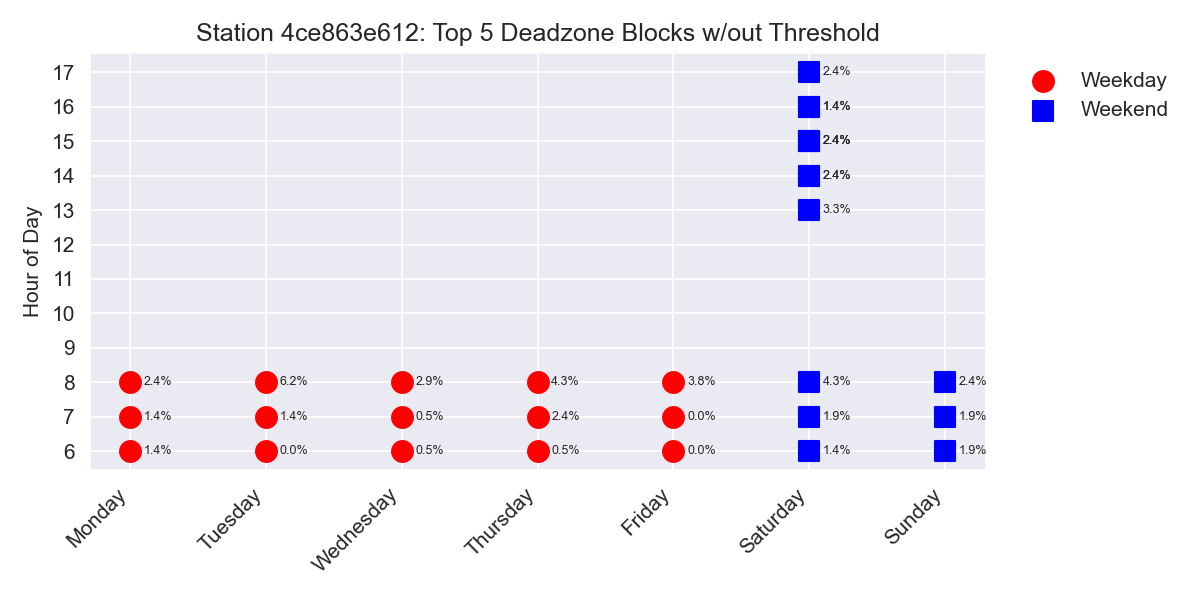 Station 4ce863e612: Top 5 Deadzone Blocks w/out Threshold
Weekday
Weekend
Hour of Day
17 2.4%
16 1.4%
15 2.4%
14 2.4%
13 3.3%
12
11
10
9
8 2.4% 6.2% 2.9% 4.3% 3.8% 4.3% 2.4%
7 1.4% 1.4% 0.5% 2.4% 0.0% 1.9% 1.9%
6 1.4% 0.0% 0.5% 0.5% 0.0% 1.4% 1.9%
Monday Tuesday Wednesday Thursday Friday Saturday Sunday